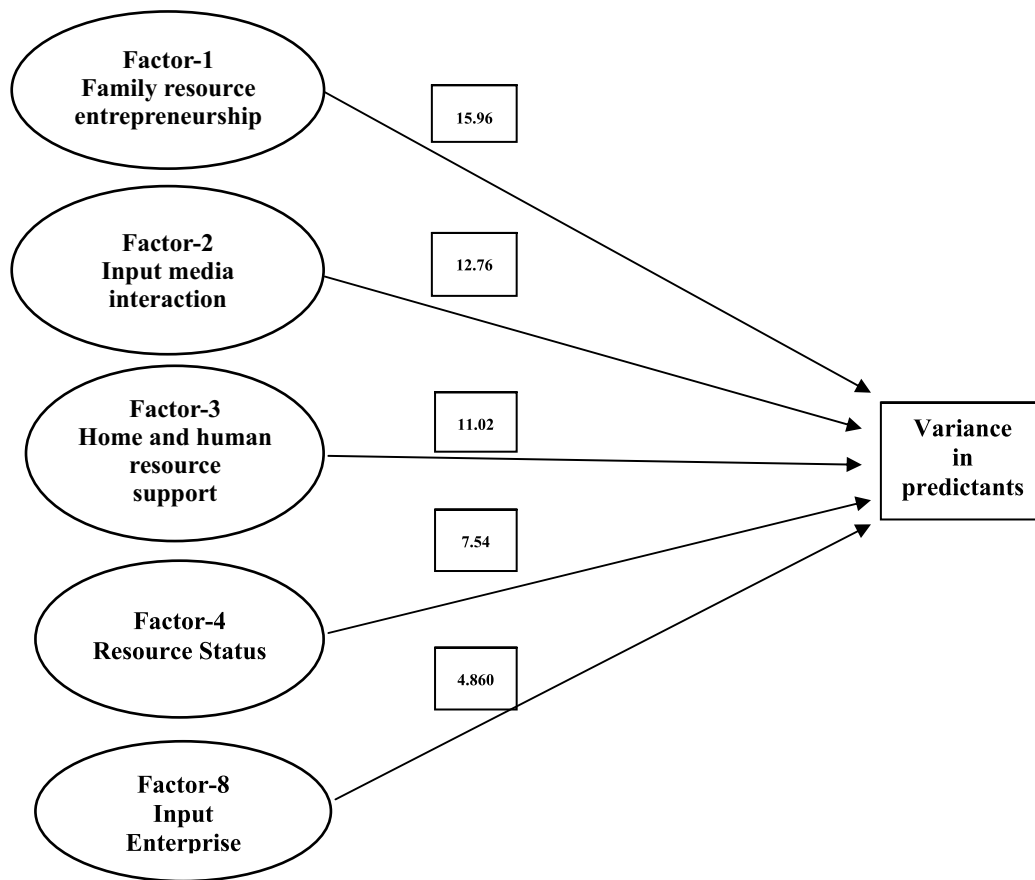 Factor-1
Family resource
entrepreneurship
15.96
Factor-2
Input media
interaction
12.76
Factor-3
Home and human
resource
support
11.02
Variance
in
predictants
7.54
Factor-4
Resource Status
4.860
Factor-8
Input
Enterprise